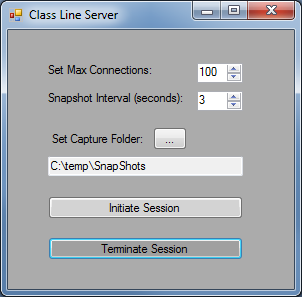 Class Line Server
Set Max Connections: 100
Snapshot Interval (seconds): 3
Set Capture Folder: ...
C:\temp\SnapShots
Initiate Session
Terminate Session